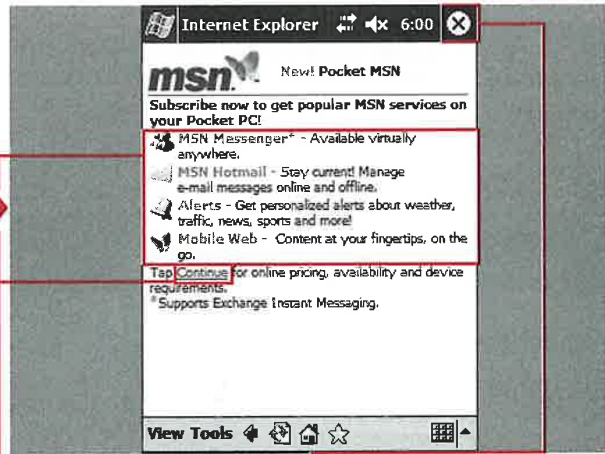 Internet Explorer 6:00
msn. New! Pocket MSN
Subscribe now to get popular MSN services on
your Pocket PC!
MSN Messenger* - Available virtually
anywhere.
MSN Hotmail - Stay current! Manage
e-mail messages online and offline.
Alerts - Get personalized alerts about weather,
traffic, news, sports and more!
Mobile Web - Content at your fingertips, on the
go.
Tap Continue for online pricing, availability and device
requirements.
*Supports Exchange Instant Messaging.
View Tools